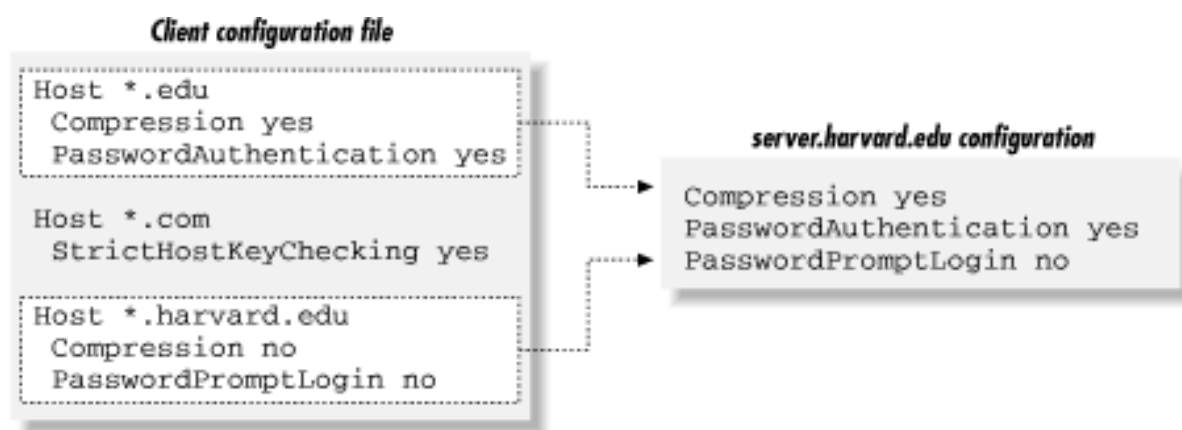 Client configuration file
Host *.edu
Compression yes
PasswordAuthentication yes
Host *.com
StrictHostKeyChecking yes
Host *.harvard.edu
Compression no
PasswordPromptLogin no
server.harvard.edu configuration
Compression yes
PasswordAuthentication yes
PasswordPromptLogin no